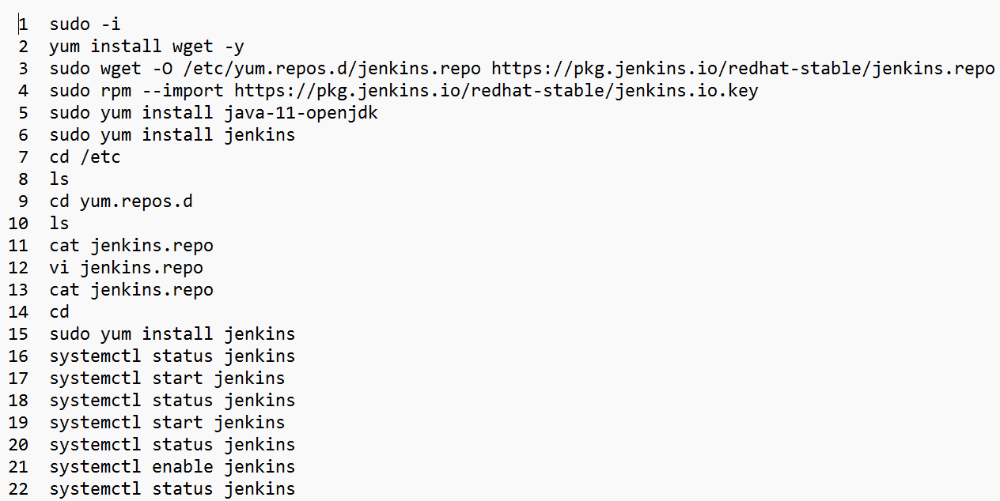 1 sudo -i
2 yum install wget -y
3 sudo wget -O /etc/yum.repos.d/jenkins.repo https://pkg.jenkins.io/redhat-stable/jenkins.repo
4 sudo rpm --import https://pkg.jenkins.io/redhat-stable/jenkins.io.key
5 sudo yum install java-11-openjdk
6 sudo yum install jenkins
7 cd /etc
8 ls
9 cd yum.repos.d
10 ls
11 cat jenkins.repo
12 vi jenkins.repo
13 cat jenkins.repo
14 cd
15 sudo yum install jenkins
16 systemctl status jenkins
17 systemctl start jenkins
18 systemctl status jenkins
19 systemctl start jenkins
20 systemctl status jenkins
21 systemctl enable jenkins
22 systemctl status jenkins